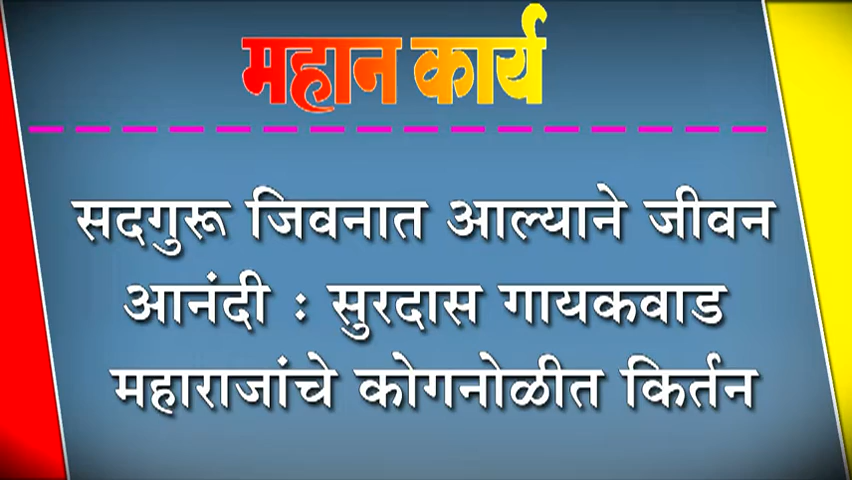 महान कार्य
सदगुरू जिवनात आल्याने जीवन
आनंदी : सुरदास गायकवाड
महाराजांचे कोगनोळीत किर्तन